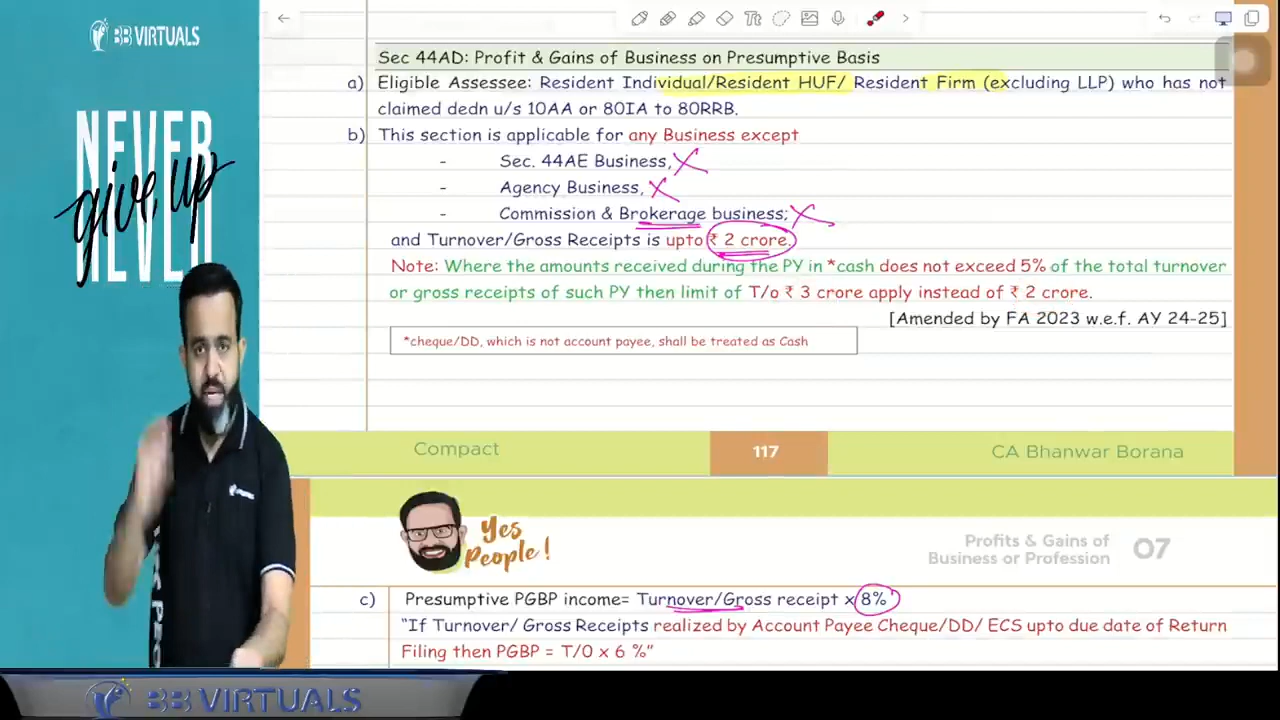 BB VIRTUALS
NEVER
give up
NEVER
Sec 44AD: Profit & Gains of Business on Presumptive Basis
a) Eligible Assessee: Resident Individual/Resident HUF/ Resident Firm (excluding LLP) who has not
claimed dedn u/s 10AA or 80IA to 80RRB.
b) This section is applicable for any Business except
- Sec. 44AE Business,
- Agency Business,
- Commission & Brokerage business;
and Turnover/Gross Receipts is upto ₹ 2 crore.
Note: Where the amounts received during the PY in *cash does not exceed 5% of the total turnover
or gross receipts of such PY then limit of T/o ₹ 3 crore apply instead of ₹ 2 crore.
[Amended by FA 2023 w.e.f. AY 24-25]
*cheque/DD, which is not account payee, shall be treated as Cash
Compact 117 CA Bhanwar Borana
Yes
People!
Profits & Gains of
Business or Profession 07
c) Presumptive PGBP income= Turnover/Gross receipt x 8%
"If Turnover/ Gross Receipts realized by Account Payee Cheque/DD/ ECS upto due date of Return
Filing then PGBP = T/O x 6 %"
BB VIRTUALS